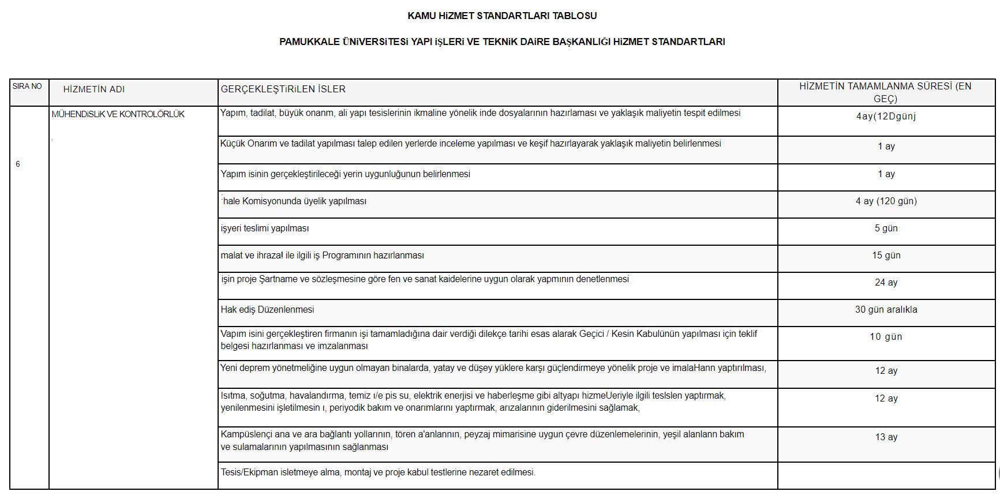 KAMU HiZMET STANDARTLARI TABLOSU
PAMUKKALE ÜNiVERSiTESi YAPI iŞLERi VE TEKNiK DAiRE BAŞKANLIĞI HiZMET STANDARTLARI
SIRA NO
HİZMETİN ADI
GERÇEKLEŞTiRiLEN İSLER
HİZMETİN TAMAMLANMA SÜRESİ (EN
GEÇ)
6
MÜHENDiSLiK VE KONTROLÖRLÜK
Yapım, tadilat, büyük onanm, ali yapı tesislerinin ikmaline yönelik inde dosyalarının hazırlaması ve yaklaşık maliyetin tespit edilmesi
4ay(12Dgünj
Küçük Onarım ve tadilat yapılması talep edilen yerlerde inceleme yapılması ve keşif hazırlayarak yaklaşık maliyetin belirlenmesi
1 ay
Yapım isinin gerçekleştirileceği yerin uygunluğunun belirlenmesi
1 ay
İhale Komisyonunda üyelik yapılması
4 ay (120 gün)
işyeri teslimi yapılması
5 gün
malat ve ihraza! ile ilgili iş Programının hazırlanması
15 gün
işin proje Şartname ve sözleşmesine göre fen ve sanat kaidelerine uygun olarak yapmının denetlenmesi
24 ay
Hak ediş Düzenlenmesi
30 gün aralıkla
Vapım isini gerçekleştiren firmanın işi tamamladığına dair verdiği dilekçe tarihi esas alarak Geçici / Kesin Kabulünün yapılması için teklif
belgesi hazırlanması ve imzalanması
10 gün
Yeni deprem yönetmeliğine uygun olmayan binalarda, yatay ve düşey yüklere karşı güçlendirmeye yönelik proje ve imalaHann yaptırılması,
12 ay
Isıtma, soğutma, havalandırma, temiz ı/e pis su, elektrik enerjisi ve haberleşme gibi altyapı hizmeUeriyle ilgili teslslen yaptırmak,
yenilenmesini işletilmesin ı, periyodik bakım ve onarımlarını yaptırmak, arızalarının giderilmesini sağlamak,
12 ay
Kampüslençi ana ve ara bağlantı yollarının, tören a'anlannın, peyzaj mimarisine uygun çevre düzenlemelerinin, yeşil alanlann bakım
ve sulamalarının yapılmasının sağlanması
13 ay
Tesis/Ekipman isletmeye alma, montaj ve proje kabul testlerine nezaret edilmesi.